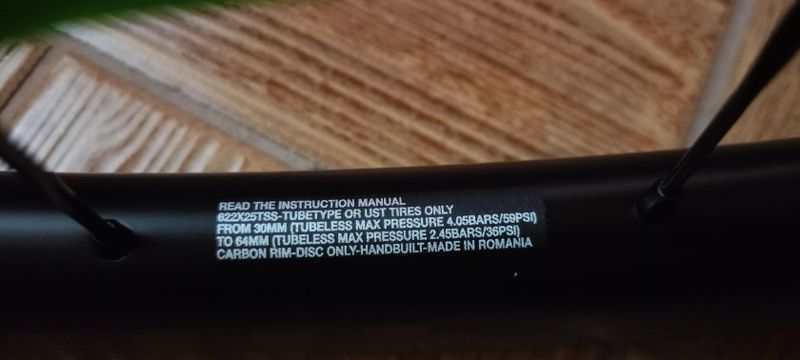 READ THE INSTRUCTION MANUAL
622X25TSS-TUBETYPE OR UST TIRES ONLY
FROM 30MM (TUBELESS MAX PRESSURE 4.05BARS/59PSI)
TO 64MM (TUBELESS MAX PRESSURE 2.45BARS/36PSI)
CARBON RIM-DISC ONLY-HANDBUILT-MADE IN ROMANIA